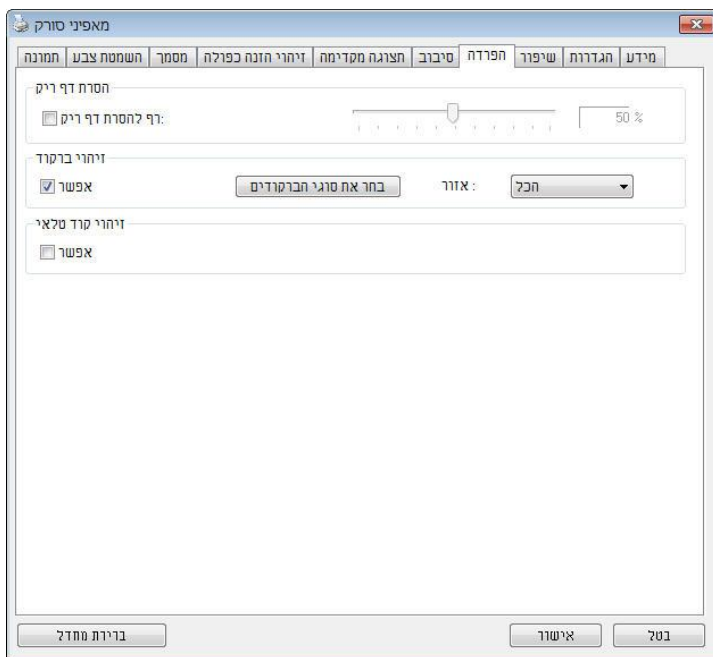 מאפיני סורק
תמונה השמטת צבע מסמך זיהוי הזנה כפולה תצוגה מקדימה סיבוב הפרדה שיפור הגדרות מידע
הסרת דף ריק
רף להסרת דף ריק: 50 %
זיהוי ברקוד
אפשר בחר את סוגי הברקודים אזור : הכל
זיהוי קוד טלאי
אפשר
ברירת מחדל אישור בטל